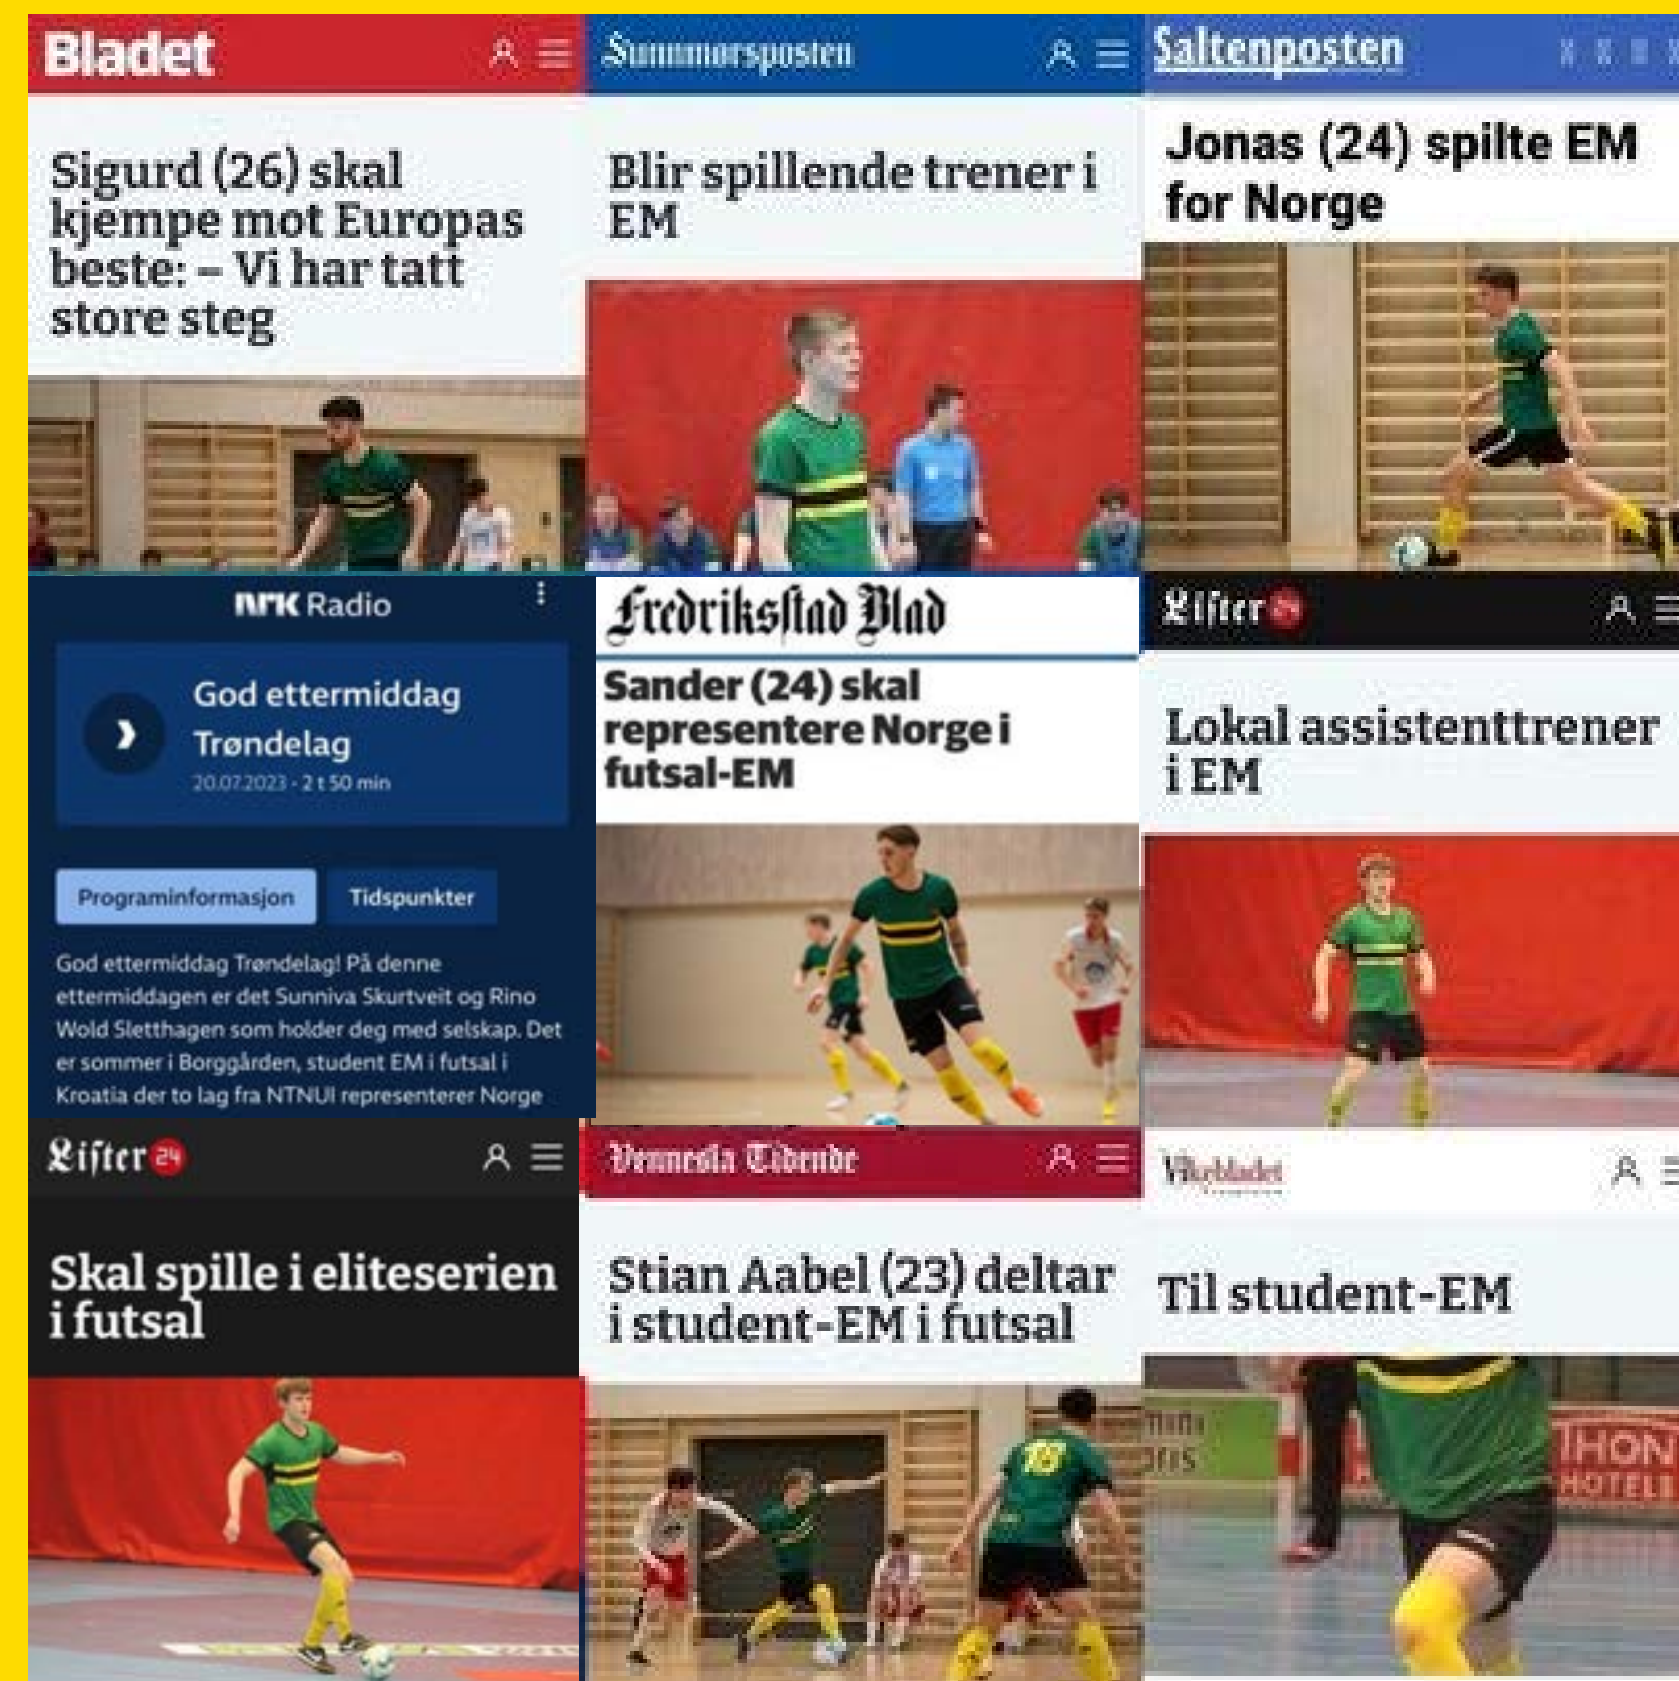 Bladet
Sigurd (26) skal
kjempe mot Europas
beste: – Vi har tatt
store steg
Sunnmørsposten
Blir spillende trener i
EM
Saltenposten
Jonas (24) spilte EM
for Norge
NRK Radio
God ettermiddag
Trøndelag
20.07.2023 - 2 t 50 min
Programinformasjon
Tidspunkter
God ettermiddag Trøndelag! På denne
ettermiddagen er det Sunniva Skurtveit og Rino
Wold Sletthagen som holder deg med selskap. Det
er sommer i Borggården, student EM i futsal i
Kroatia der to lag fra NTNUI representerer Norge
Fredriksstad Blad
Sander (24) skal
representere Norge i
futsal-EM
Lister 24
Lokal assistenttrener
i EM
Lister 24
Skal spille i eliteserien
i futsal
Vennesla Tidende
Stian Aabel (23) deltar
i student-EM i futsal
18
Vikebladet
Til student-EM
THON
HOTELS